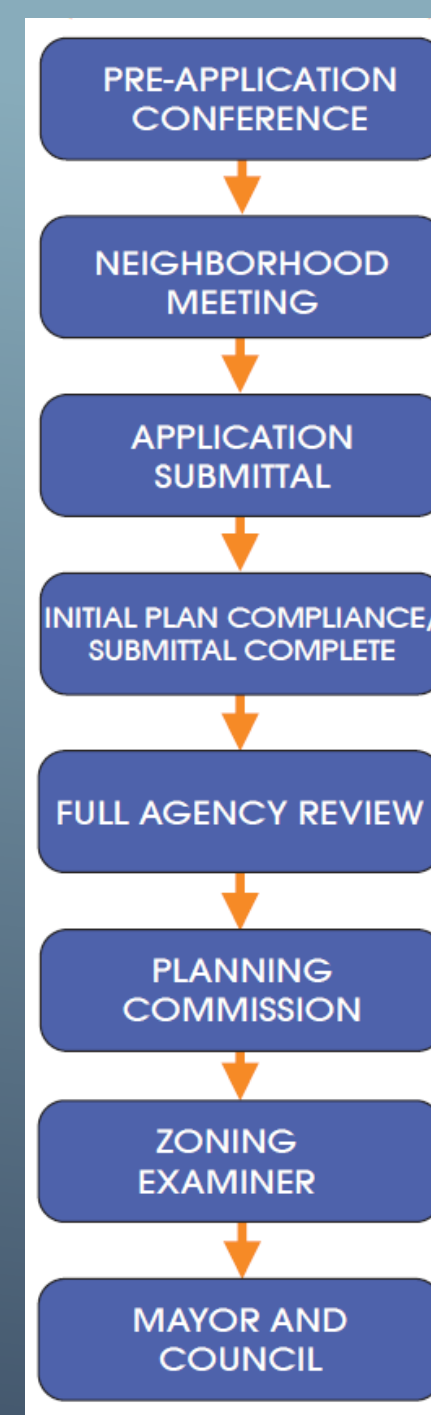 PRE-APPLICATION
CONFERENCE
NEIGHBORHOOD
MEETING
APPLICATION
SUBMITTAL
INITIAL PLAN COMPLIANCE/
SUBMITTAL COMPLETE
FULL AGENCY REVIEW
PLANNING
COMMISSION
ZONING
EXAMINER
MAYOR AND
COUNCIL